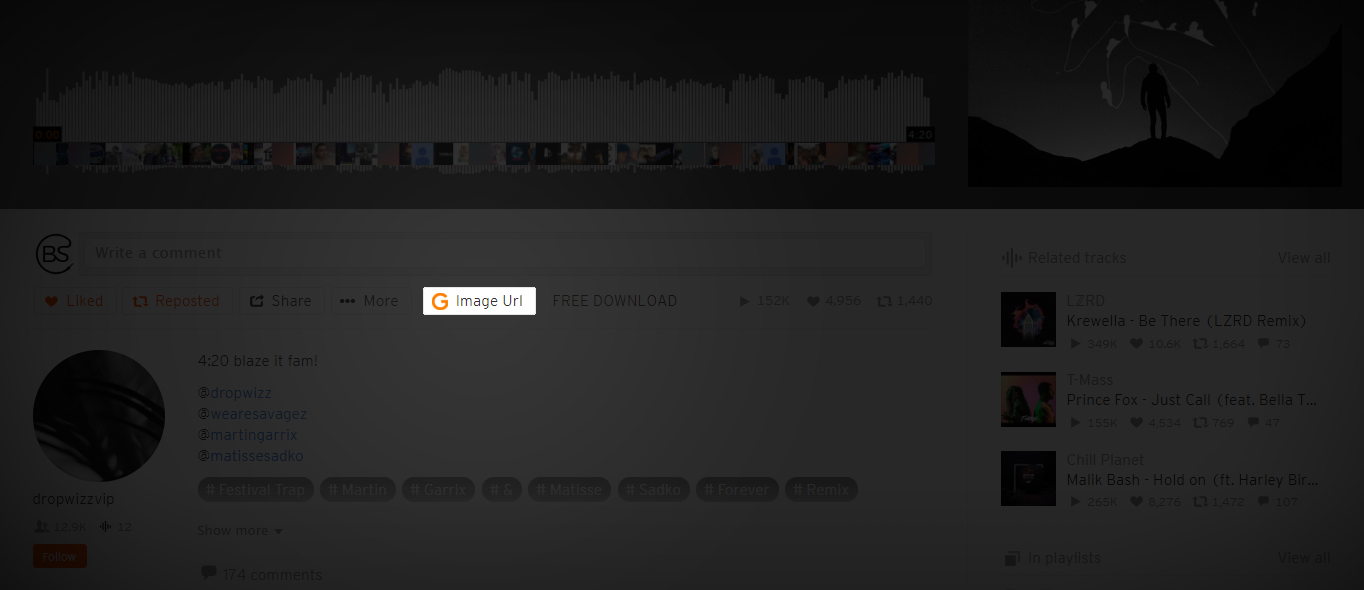 0:00
4:20
BS
Write a comment
Liked
Reposted
Share
More
G Image Url
FREE DOWNLOAD
152K
4,956
1,440
4:20 blaze it fam!
@dropwizz
@wearesavagez
@martingarrix
@matissesadko
# Festival Trap
# Martin
# Garrix
# &
# Matisse
# Sadko
# Forever
# Remix
Show more
174 comments
dropwizzvip
12.9K
12
Follow
Related tracks
View all
LZRD
Krewella - Be There (LZRD Remix)
349K
10.6K
1,664
73
T-Mass
Prince Fox - Just Call (feat. Bella T...
155K
4,534
769
47
Chill Planet
Malik Bash - Hold on (ft. Harley Bir...
265K
6,276
1,472
107
In playlists
View all